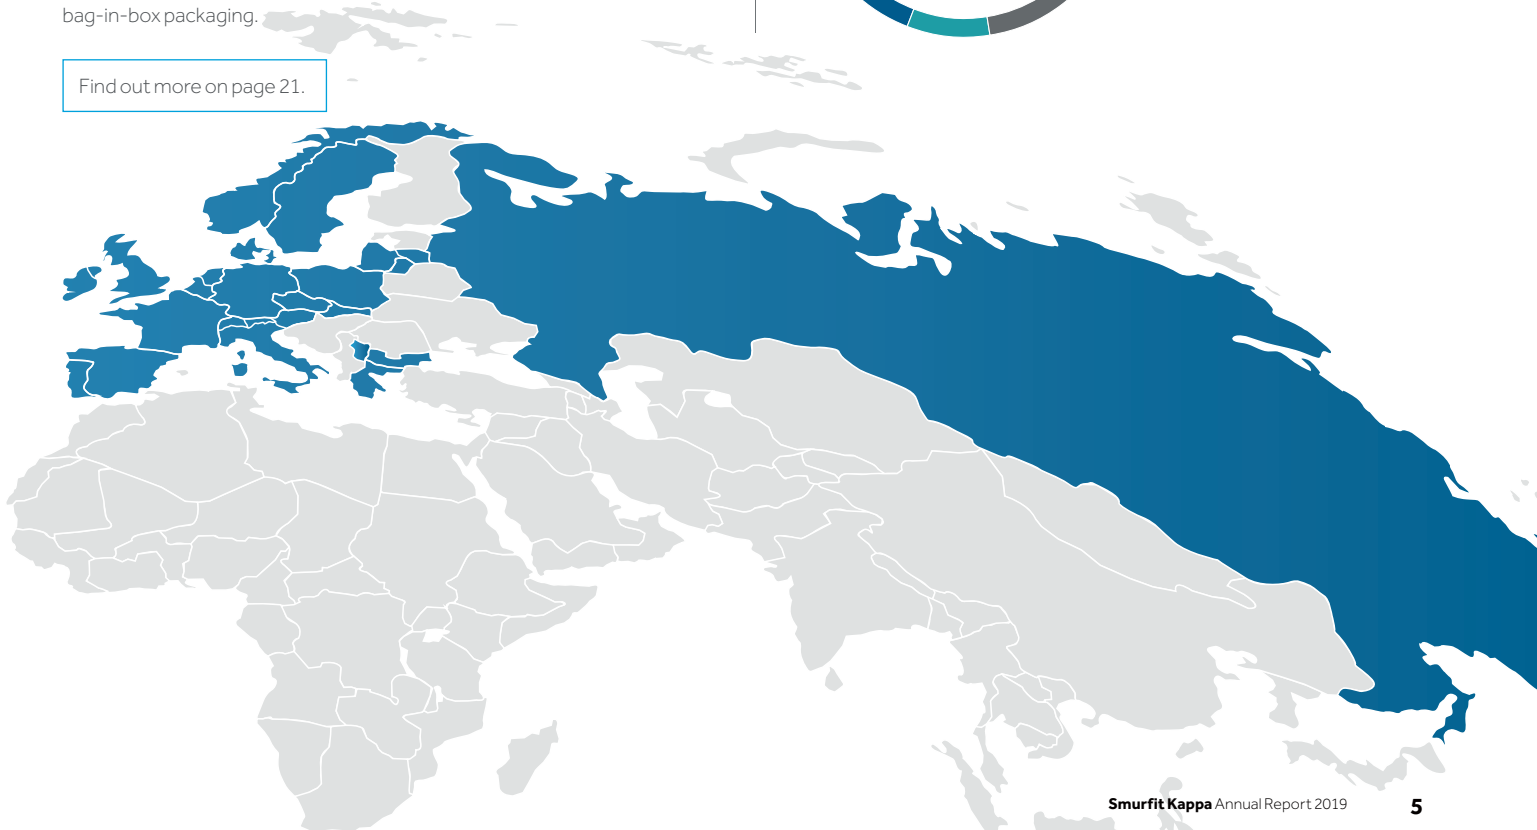 bag-in-box packaging.
Find out more on page 21.
Smurfit Kappa Annual Report 2019 5